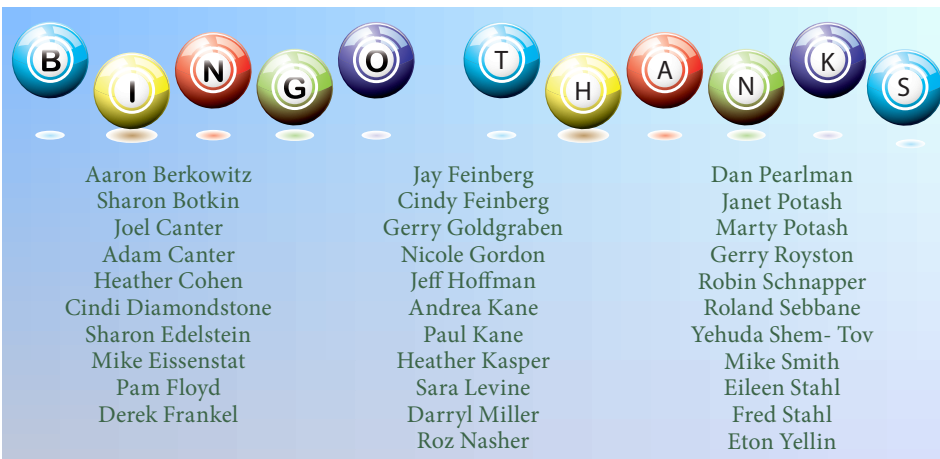 BINGO THANKS
Aaron Berkowitz
Sharon Botkin
Joel Canter
Adam Canter
Heather Cohen
Cindi Diamondstone
Sharon Edelstein
Mike Eissenstat
Pam Floyd
Derek Frankel
Jay Feinberg
Cindy Feinberg
Gerry Goldgraben
Nicole Gordon
Jeff Hoffman
Andrea Kane
Paul Kane
Heather Kasper
Sara Levine
Darryl Miller
Roz Nasher
Dan Pearlman
Janet Potash
Marty Potash
Gerry Royston
Robin Schnapper
Roland Sebbane
Yehuda Shem- Tov
Mike Smith
Eileen Stahl
Fred Stahl
Eton Yellin